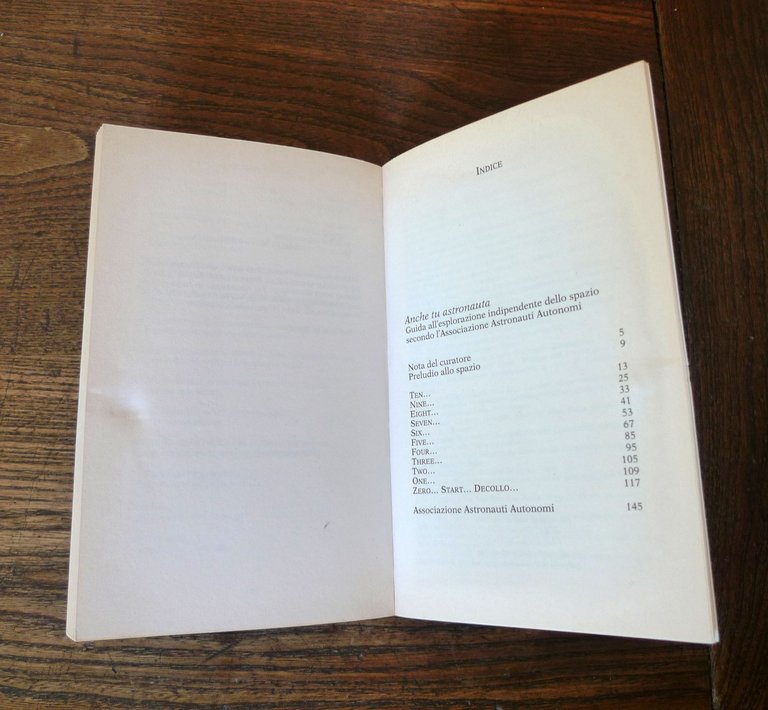 INDICE
Anche tu astronauta
Guida all'esplorazione indipendente dello spazio
secondo l'Associazione Astronauti Autonomi
Nota del curatore 5
Preludio allo spazio 9
TEN... 13
NINE... 25
EIGHT... 33
SEVEN... 41
SIX... 53
FIVE... 67
FOUR... 85
THREE... 95
TWO... 105
ONE... 109
ZERO... START... DECOLLO... 117
Associazione Astronauti Autonomi 145